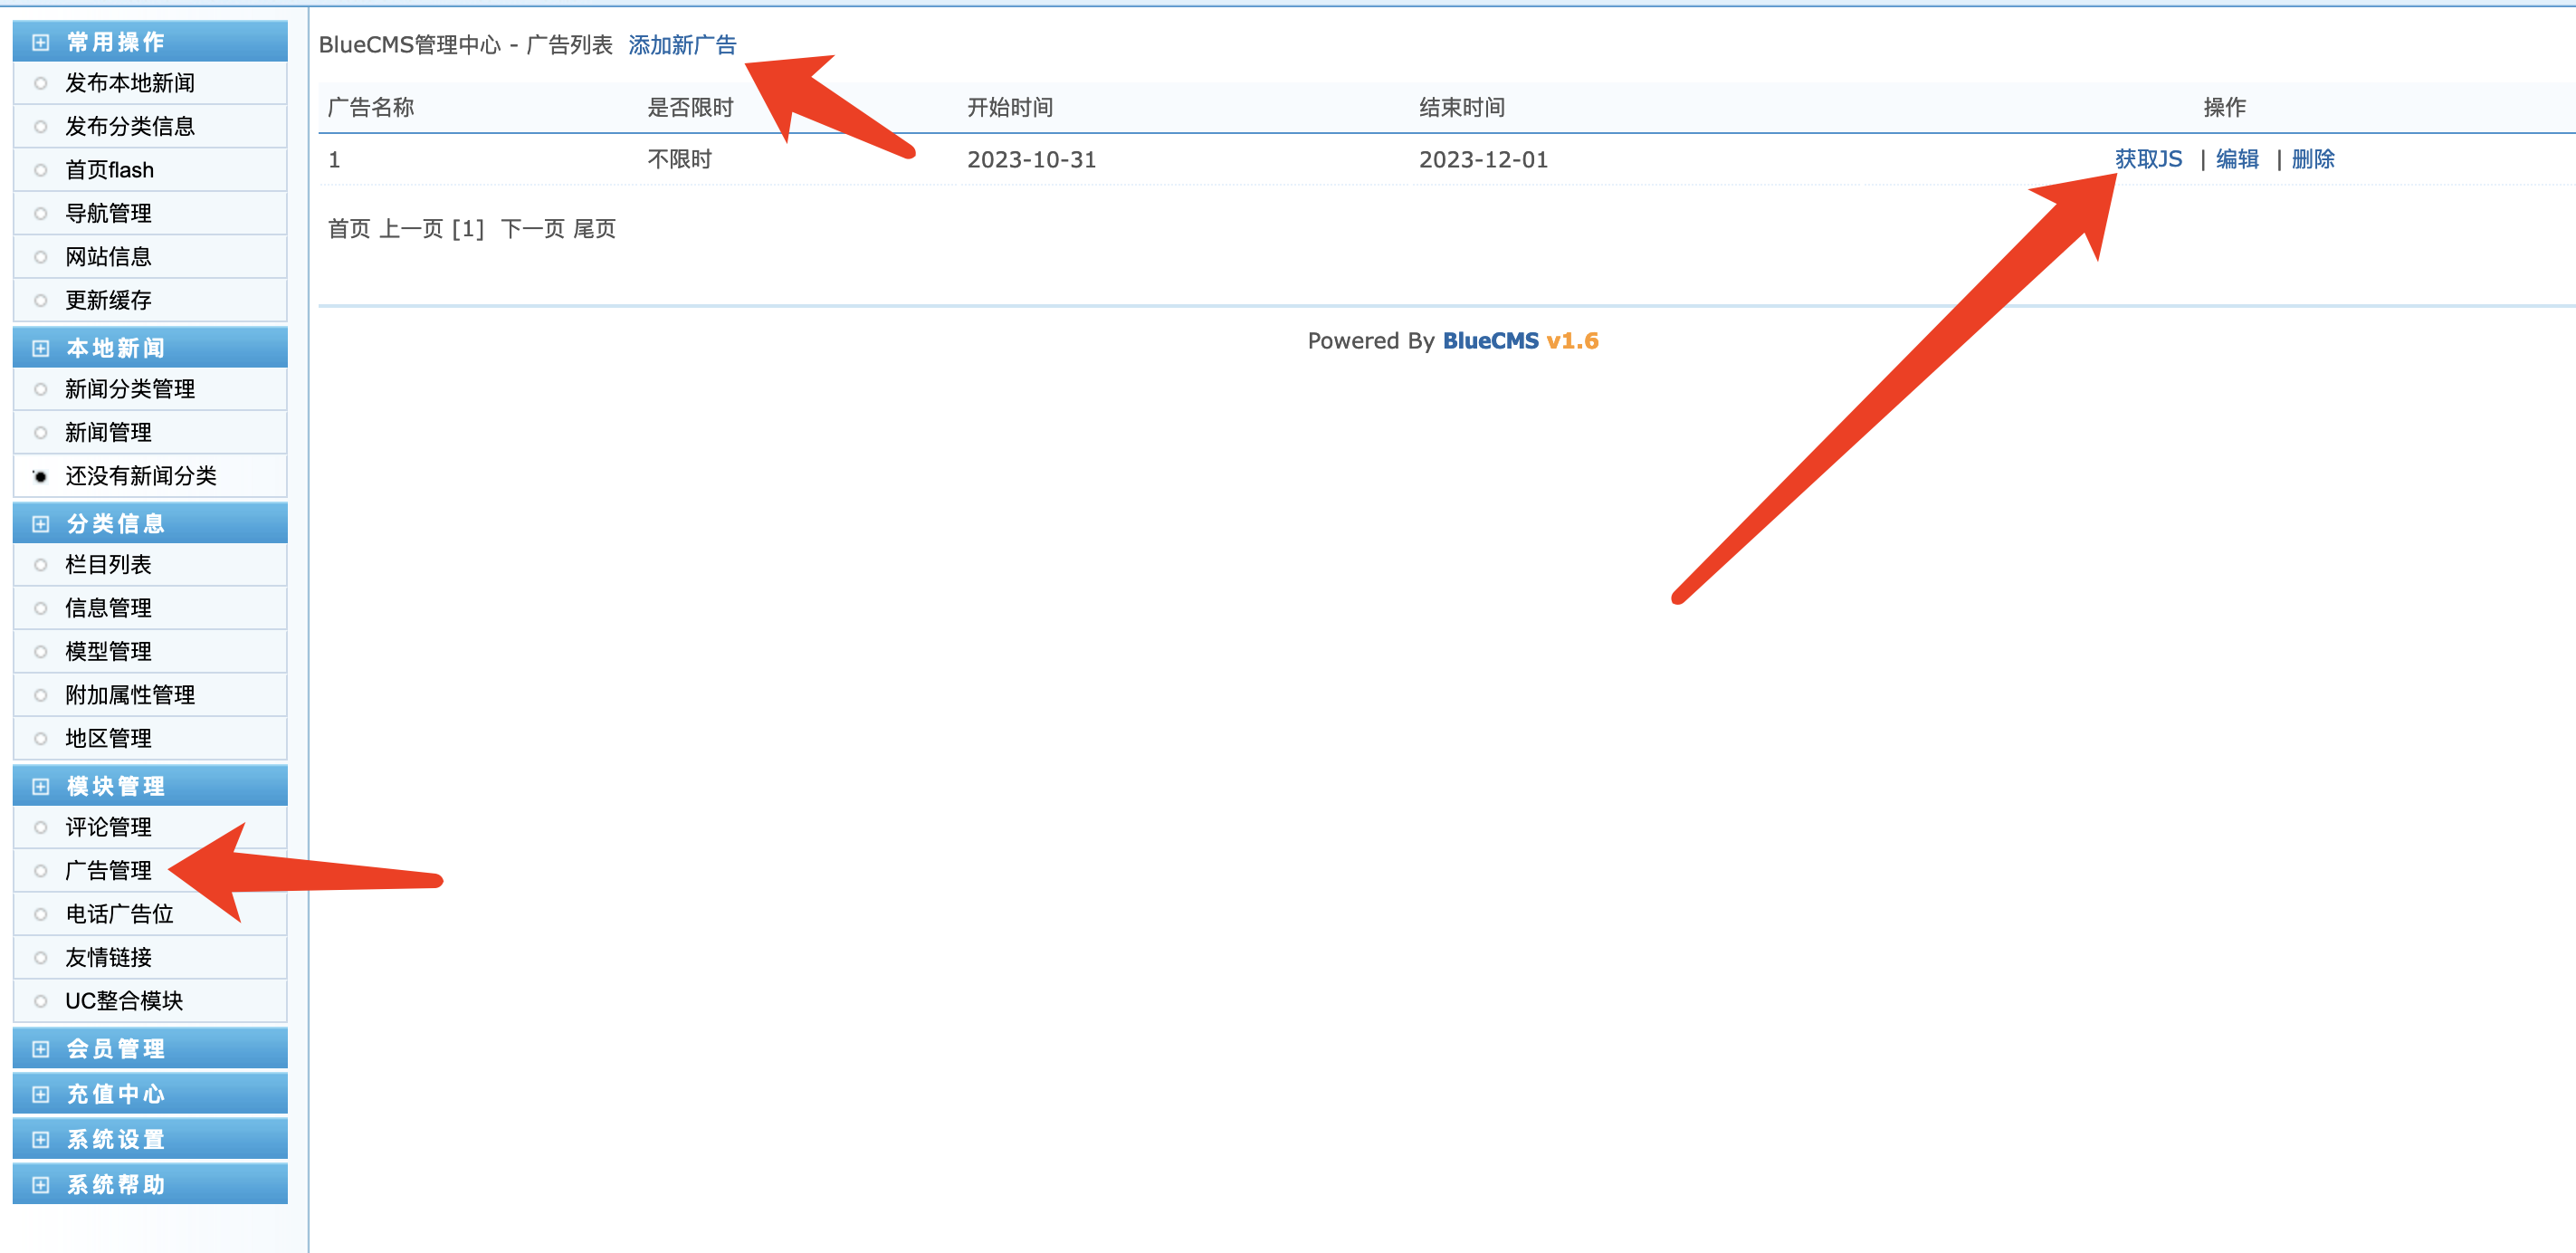 常用操作
发布本地新闻
发布分类信息
首页flash
导航管理
网站信息
更新缓存
本地新闻
新闻分类管理
新闻管理
还没有新闻分类
分类信息
栏目列表
信息管理
模型管理
附加属性管理
地区管理
模块管理
评论管理
广告管理
电话广告位
友情链接
UC整合模块
会员管理
充值中心
系统设置
系统帮助
BlueCMS管理中心 - 广告列表 添加新广告
广告名称 是否限时 开始时间 结束时间 操作
1 不限时 2023-10-31 2023-12-01 获取JS | 编辑 | 删除
首页 上一页 [1] 下一页 尾页
Powered By BlueCMS v1.6